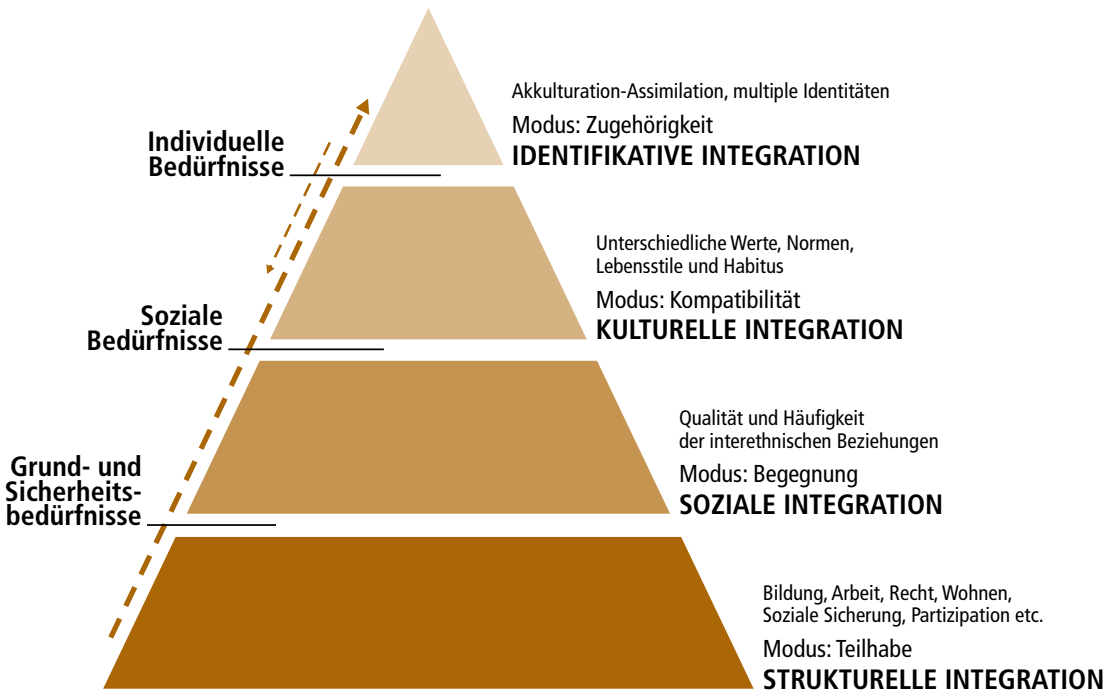 Akkulturation-Assimilation, multiple Identitäten
Modus: Zugehörigkeit
IDENTIFIKATIVE INTEGRATION
Individuelle
Bedürfnisse
Unterschiedliche Werte, Normen,
Lebensstile und Habitus
Modus: Kompatibilität
KULTURELLE INTEGRATION
Soziale
Bedürfnisse
Qualität und Häufigkeit
der interethnischen Beziehungen
Modus: Begegnung
SOZIALE INTEGRATION
Grund- und
Sicherheits-
bedürfnisse
Bildung, Arbeit, Recht, Wohnen,
Soziale Sicherung, Partizipation etc.
Modus: Teilhabe
STRUKTURELLE INTEGRATION